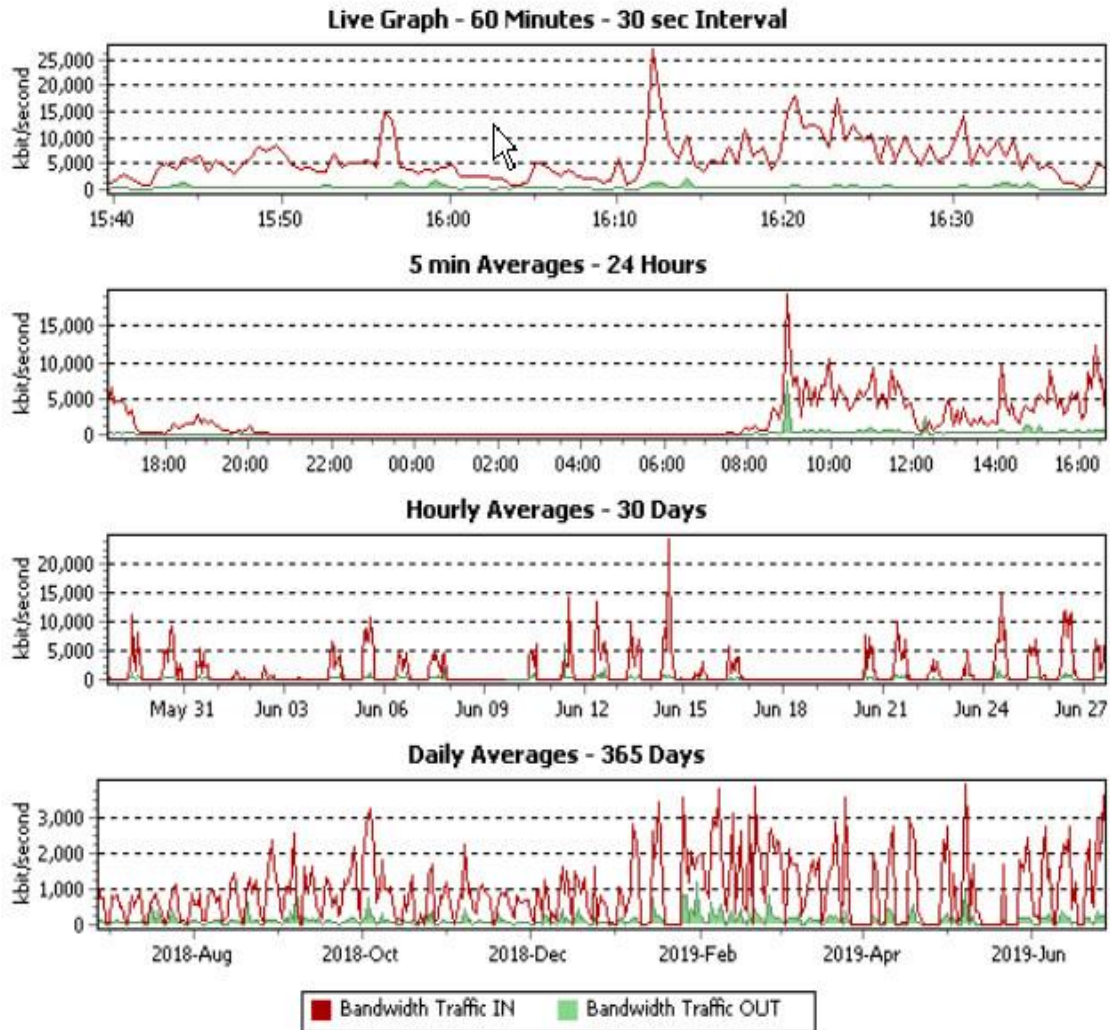 Live Graph - 60 Minutes - 30 sec Interval
kbit/second
25,000
20,000
15,000
10,000
5,000
0
15:40 15:50 16:00 16:10 16:20 16:30
5 min Averages - 24 Hours
kbit/second
15,000
10,000
5,000
0
18:00 20:00 22:00 00:00 02:00 04:00 06:00 08:00 10:00 12:00 14:00 16:00
Hourly Averages - 30 Days
kbit/second
20,000
15,000
10,000
5,000
0
May 31 Jun 03 Jun 06 Jun 09 Jun 12 Jun 15 Jun 18 Jun 21 Jun 24 Jun 27
Daily Averages - 365 Days
kbit/second
3,000
2,000
1,000
0
2018-Aug 2018-Oct 2018-Dec 2019-Feb 2019-Apr 2019-Jun
Bandwidth Traffic IN Bandwidth Traffic OUT